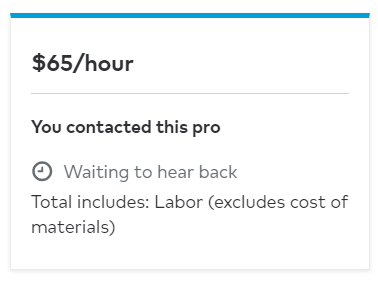 $65/hour
You contacted this pro
Waiting to hear back
Total includes: Labor (excludes cost of
materials)